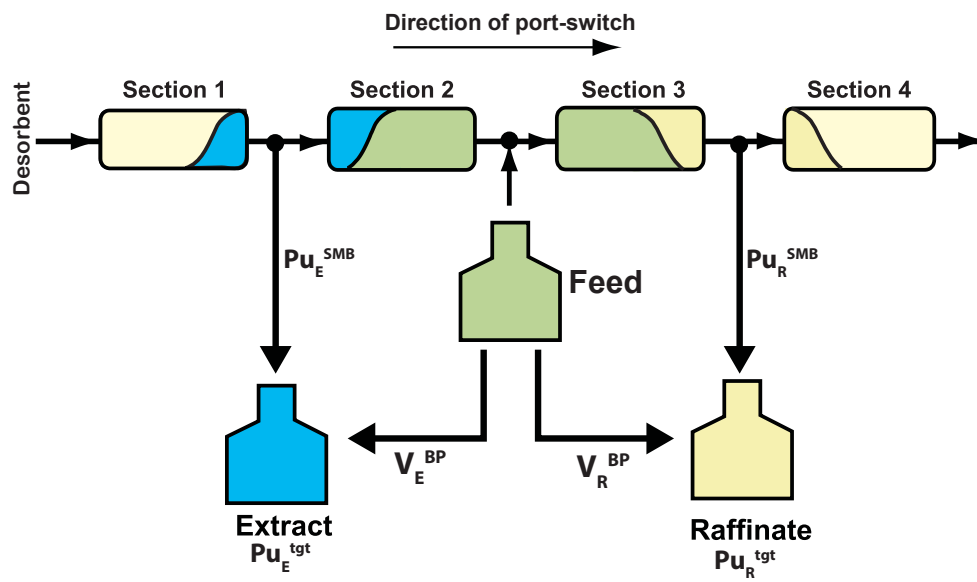 Direction of port-switch
Section 1
Section 2
Section 3
Section 4
Desorbent
Pu_E^SMB
Pu_R^SMB
Feed
V_E^BP
V_R^BP
Extract
Pu_E^tgt
Raffinate
Pu_R^tgt